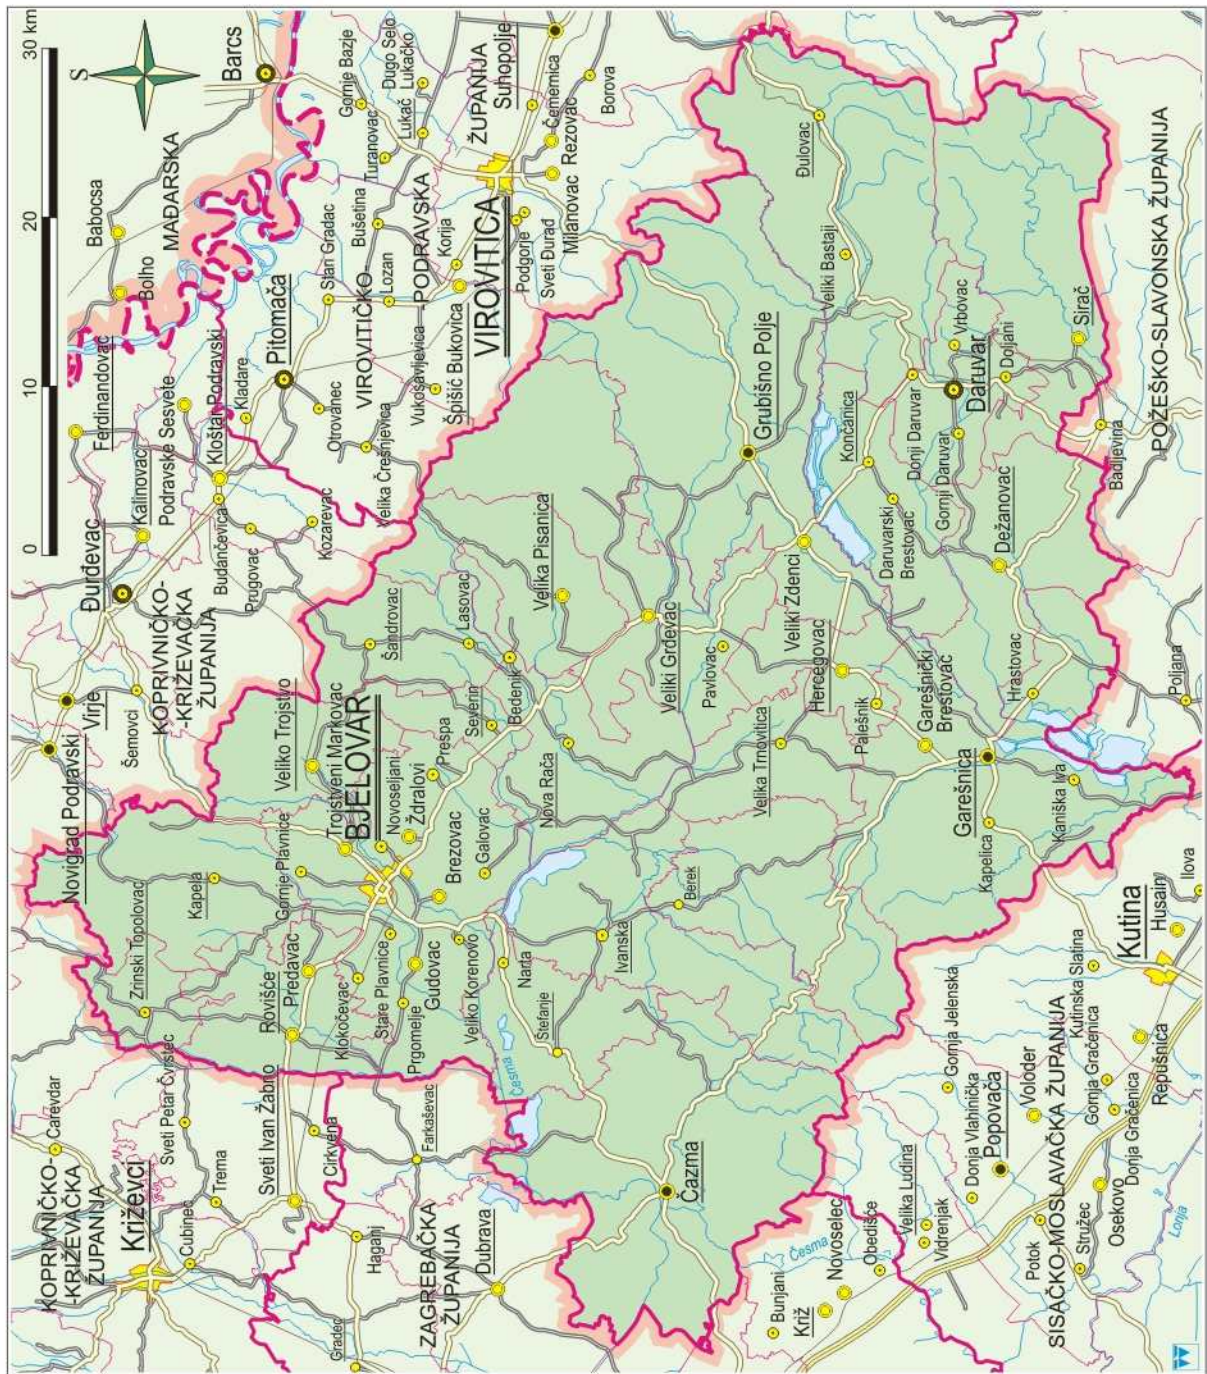 0
10
20
30 km
S
Novigrad Podravski
Virje
Đurđevac
Ferdinandovac
Kalinovac
Podravske Sesvete
Bolho
Babocsa
MAĐARSKA
Barcs
Carevdar
KOPRIVNIČKO-
-KRIŽEVAČKA
ŽUPANIJA
Križevci
Sveti Petar Čvrstec
Zrinski Topolovac
Šemovci
KOPRIVNIČKO-
-KRIŽEVAČKA
ŽUPANIJA
Budančevica
Kloštar Podravski
Kladare
Prugovac
Kozarevac
Pitomača
Otrovanec
Stari Gradac
Cubinec
Trema
Kapela
Sveti Ivan Žabno
Rovišće
Predavac
Gornje Plavnice
Veliko Trojstvo
Trojstveni Markovac
BJELOVAR
Cirkvena
Klokočevac
Stare Plavnice
Novoseljani
Ždralovi
Šandrovac
Velika Črešnjevica
VIROVITIČKO-
-PODRAVSKA
ŽUPANIJA
Lozan
Bušetina
Turanovac
Gornje Bazje
Lukač
Dugo Selo
Lukačko
Gradec
Haganj
Farkaševac
Prgomelje
Gudovac
Brezovac
Prespa
Vukosavljevica
Špišić Bukovica
Korija
VIROVITICA
Suhopolje
ZAGREBAČKA
ŽUPANIJA
Dubrava
Česma
Veliko Korenovo
Galovac
Severin
Lasovac
Bedenik
Podgorje
Sveti Đurađ
Milanovac
Rezovac
Čemernica
Borova
Štefanje
Narta
Nova Rača
Velika Pisanica
Ivanska
Čazma
Berek
Veliki Grđevac
Pavlovac
Grubišno Polje
Velika Trnovitica
Veliki Zdenci
Hercegovac
Đulovac
Veliki Bastaji
Bunjani
Česma
Križ
Novoselec
Obedišće
Velika Ludina
Vidrenjak
Palešnik
Garešnički
Brestovac
Končanica
Daruvarski
Brestovac
Donji Daruvar
Gornji Daruvar
Vrbovac
Daruvar
Doljani
Gornja Jelenska
Donja Vlahinička
Popovača
Voloder
Garešnica
Kapelica
Dežanovac
Hrastovac
Potok
SISAČKO-MOSLAVAČKA ŽUPANIJA
Stružec
Osekovo
Gornja Gračenica
Donja Gračenica
Kutinska Slatina
Repušnica
Kutina
Husain
Ilova
Kaniška Iva
Sirač
Badljevina
Poljana
POŽEŠKO-SLAVONSKA ŽUPANIJA
Lonja